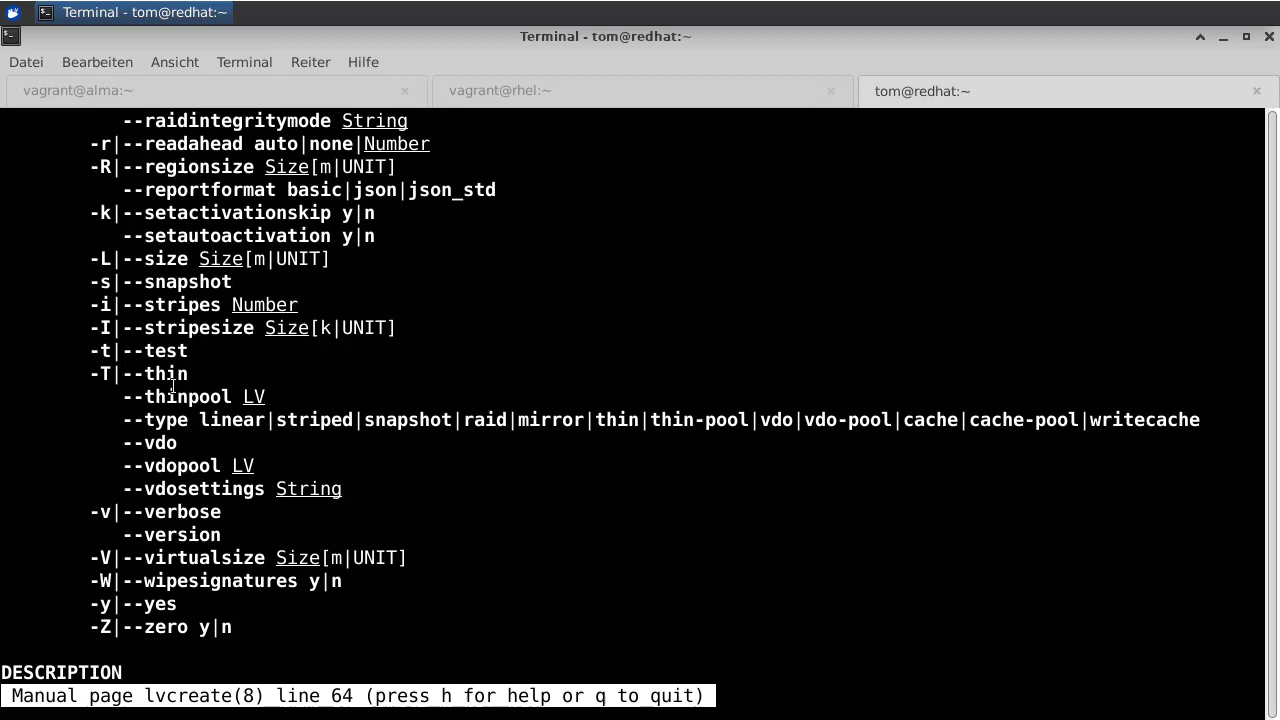 Terminal - tom@redhat:~
Terminal - tom@redhat:~
Datei Bearbeiten Ansicht Terminal Reiter Hilfe
vagrant@alma:~ vagrant@rhel:~ tom@redhat:~
--raidintegritymode String
-r|--readahead auto|none|Number
-R|--regionsize Size[m|UNIT]
--reportformat basic|json|json_std
-k|--setactivationskip y|n
--setautoactivation y|n
-L|--size Size[m|UNIT]
-s|--snapshot
-i|--stripes Number
-I|--stripesize Size[k|UNIT]
-t|--test
-T|--thin
--thinpool LV
--type linear|striped|snapshot|raid|mirror|thin|thin-pool|vdo|vdo-pool|cache|cache-pool|writecache
--vdo
--vdopool LV
--vdosettings String
-v|--verbose
--version
-V|--virtualsize Size[m|UNIT]
-W|--wipesignatures y|n
-y|--yes
-Z|--zero y|n
DESCRIPTION
Manual page lvcreate(8) line 64 (press h for help or q to quit)